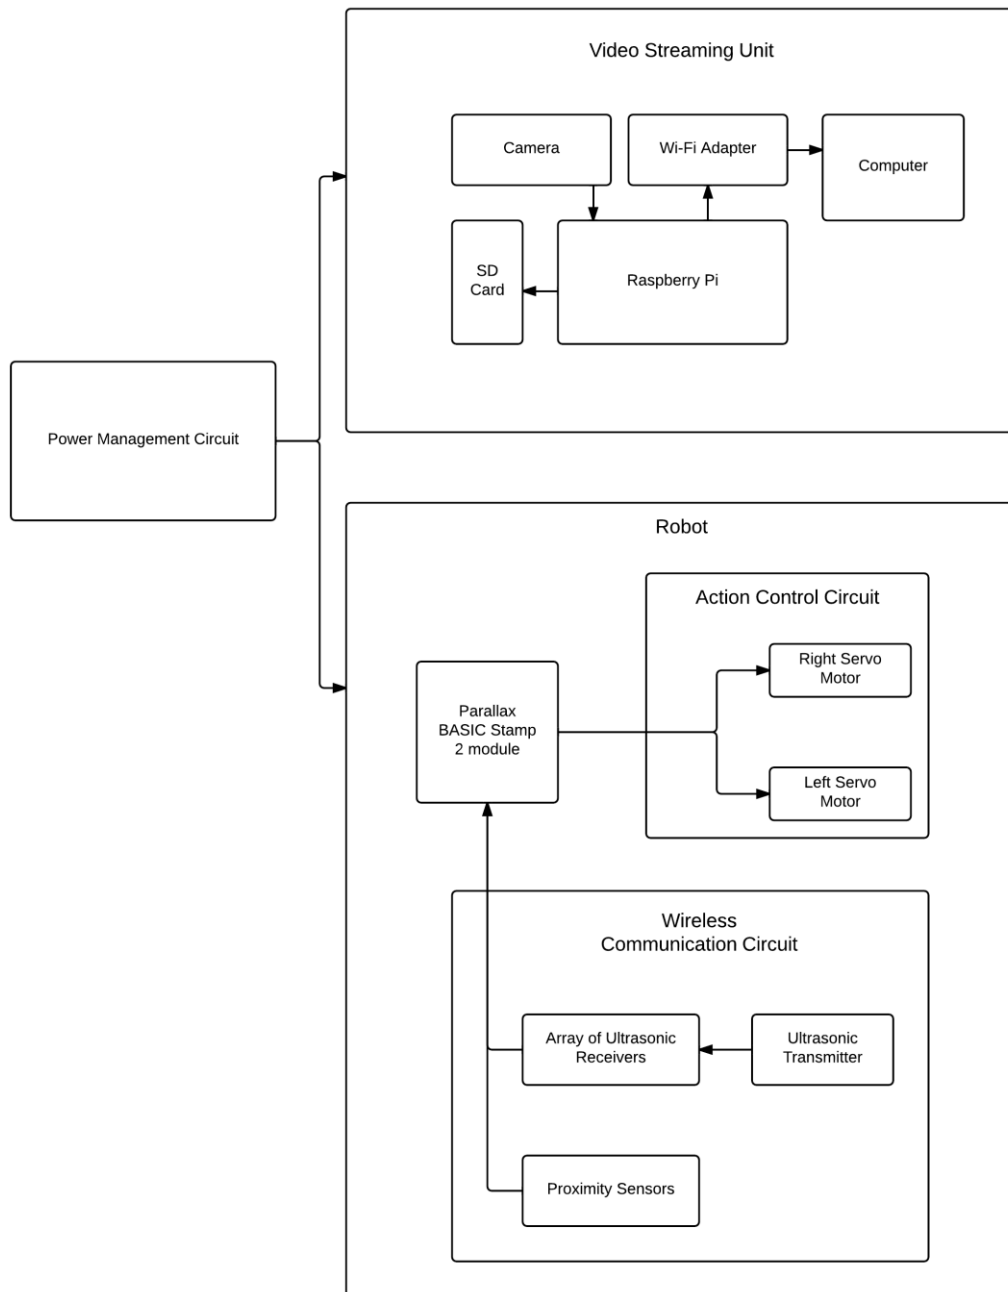 Video Streaming Unit
Camera
Wi-Fi Adapter
Computer
SD
Card
Raspberry Pi
Power Management Circuit
Robot
Action Control Circuit
Right Servo
Motor
Parallax
BASIC Stamp
2 module
Left Servo
Motor
Wireless
Communication Circuit
Array of Ultrasonic
Receivers
Ultrasonic
Transmitter
Proximity Sensors